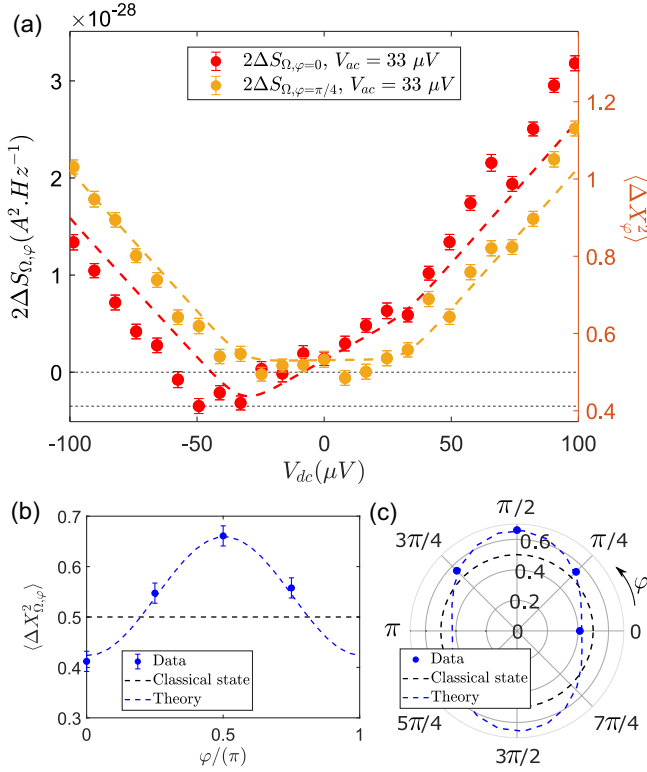 (a)
×10⁻²⁸
2ΔS_{Ω,φ=0}, V_{ac} = 33 μV
2ΔS_{Ω,φ=π/4}, V_{ac} = 33 μV
2ΔS_{Ω,φ}(A².Hz⁻¹)
3
2
1
0
1.2
1
0.8
0.6
0.4
⟨ΔX²_φ⟩
-100 -50 0 50 100
V_{dc}(μV)
(b)
⟨ΔX²_{Ω,φ}⟩
0.7
0.6
0.5
0.4
0.3
Data
Classical state
Theory
0 0.5 1
φ/(π)
(c)
π/2
3π/4 π/4
φ
π 0
0.6
0.4
0.2
0
Data
Classical state
Theory
5π/4 7π/4
3π/2